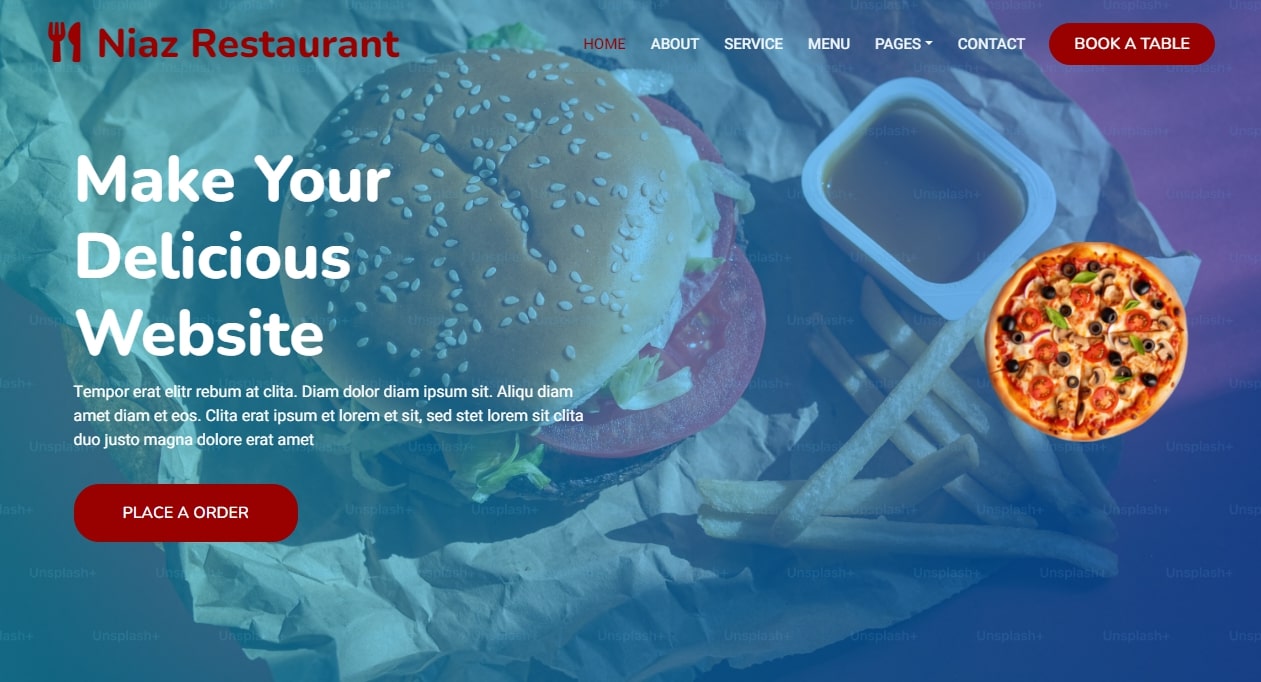 Niaz Restaurant
HOME ABOUT SERVICE MENU PAGES CONTACT BOOK A TABLE
Make Your
Delicious
Website
Tempor erat elitr rebum at clita. Diam dolor diam ipsum sit. Aliqu diam
amet diam et eos. Clita erat ipsum et lorem et sit, sed stet lorem sit clita
duo justo magna dolore erat amet
PLACE A ORDER
Unsplash+